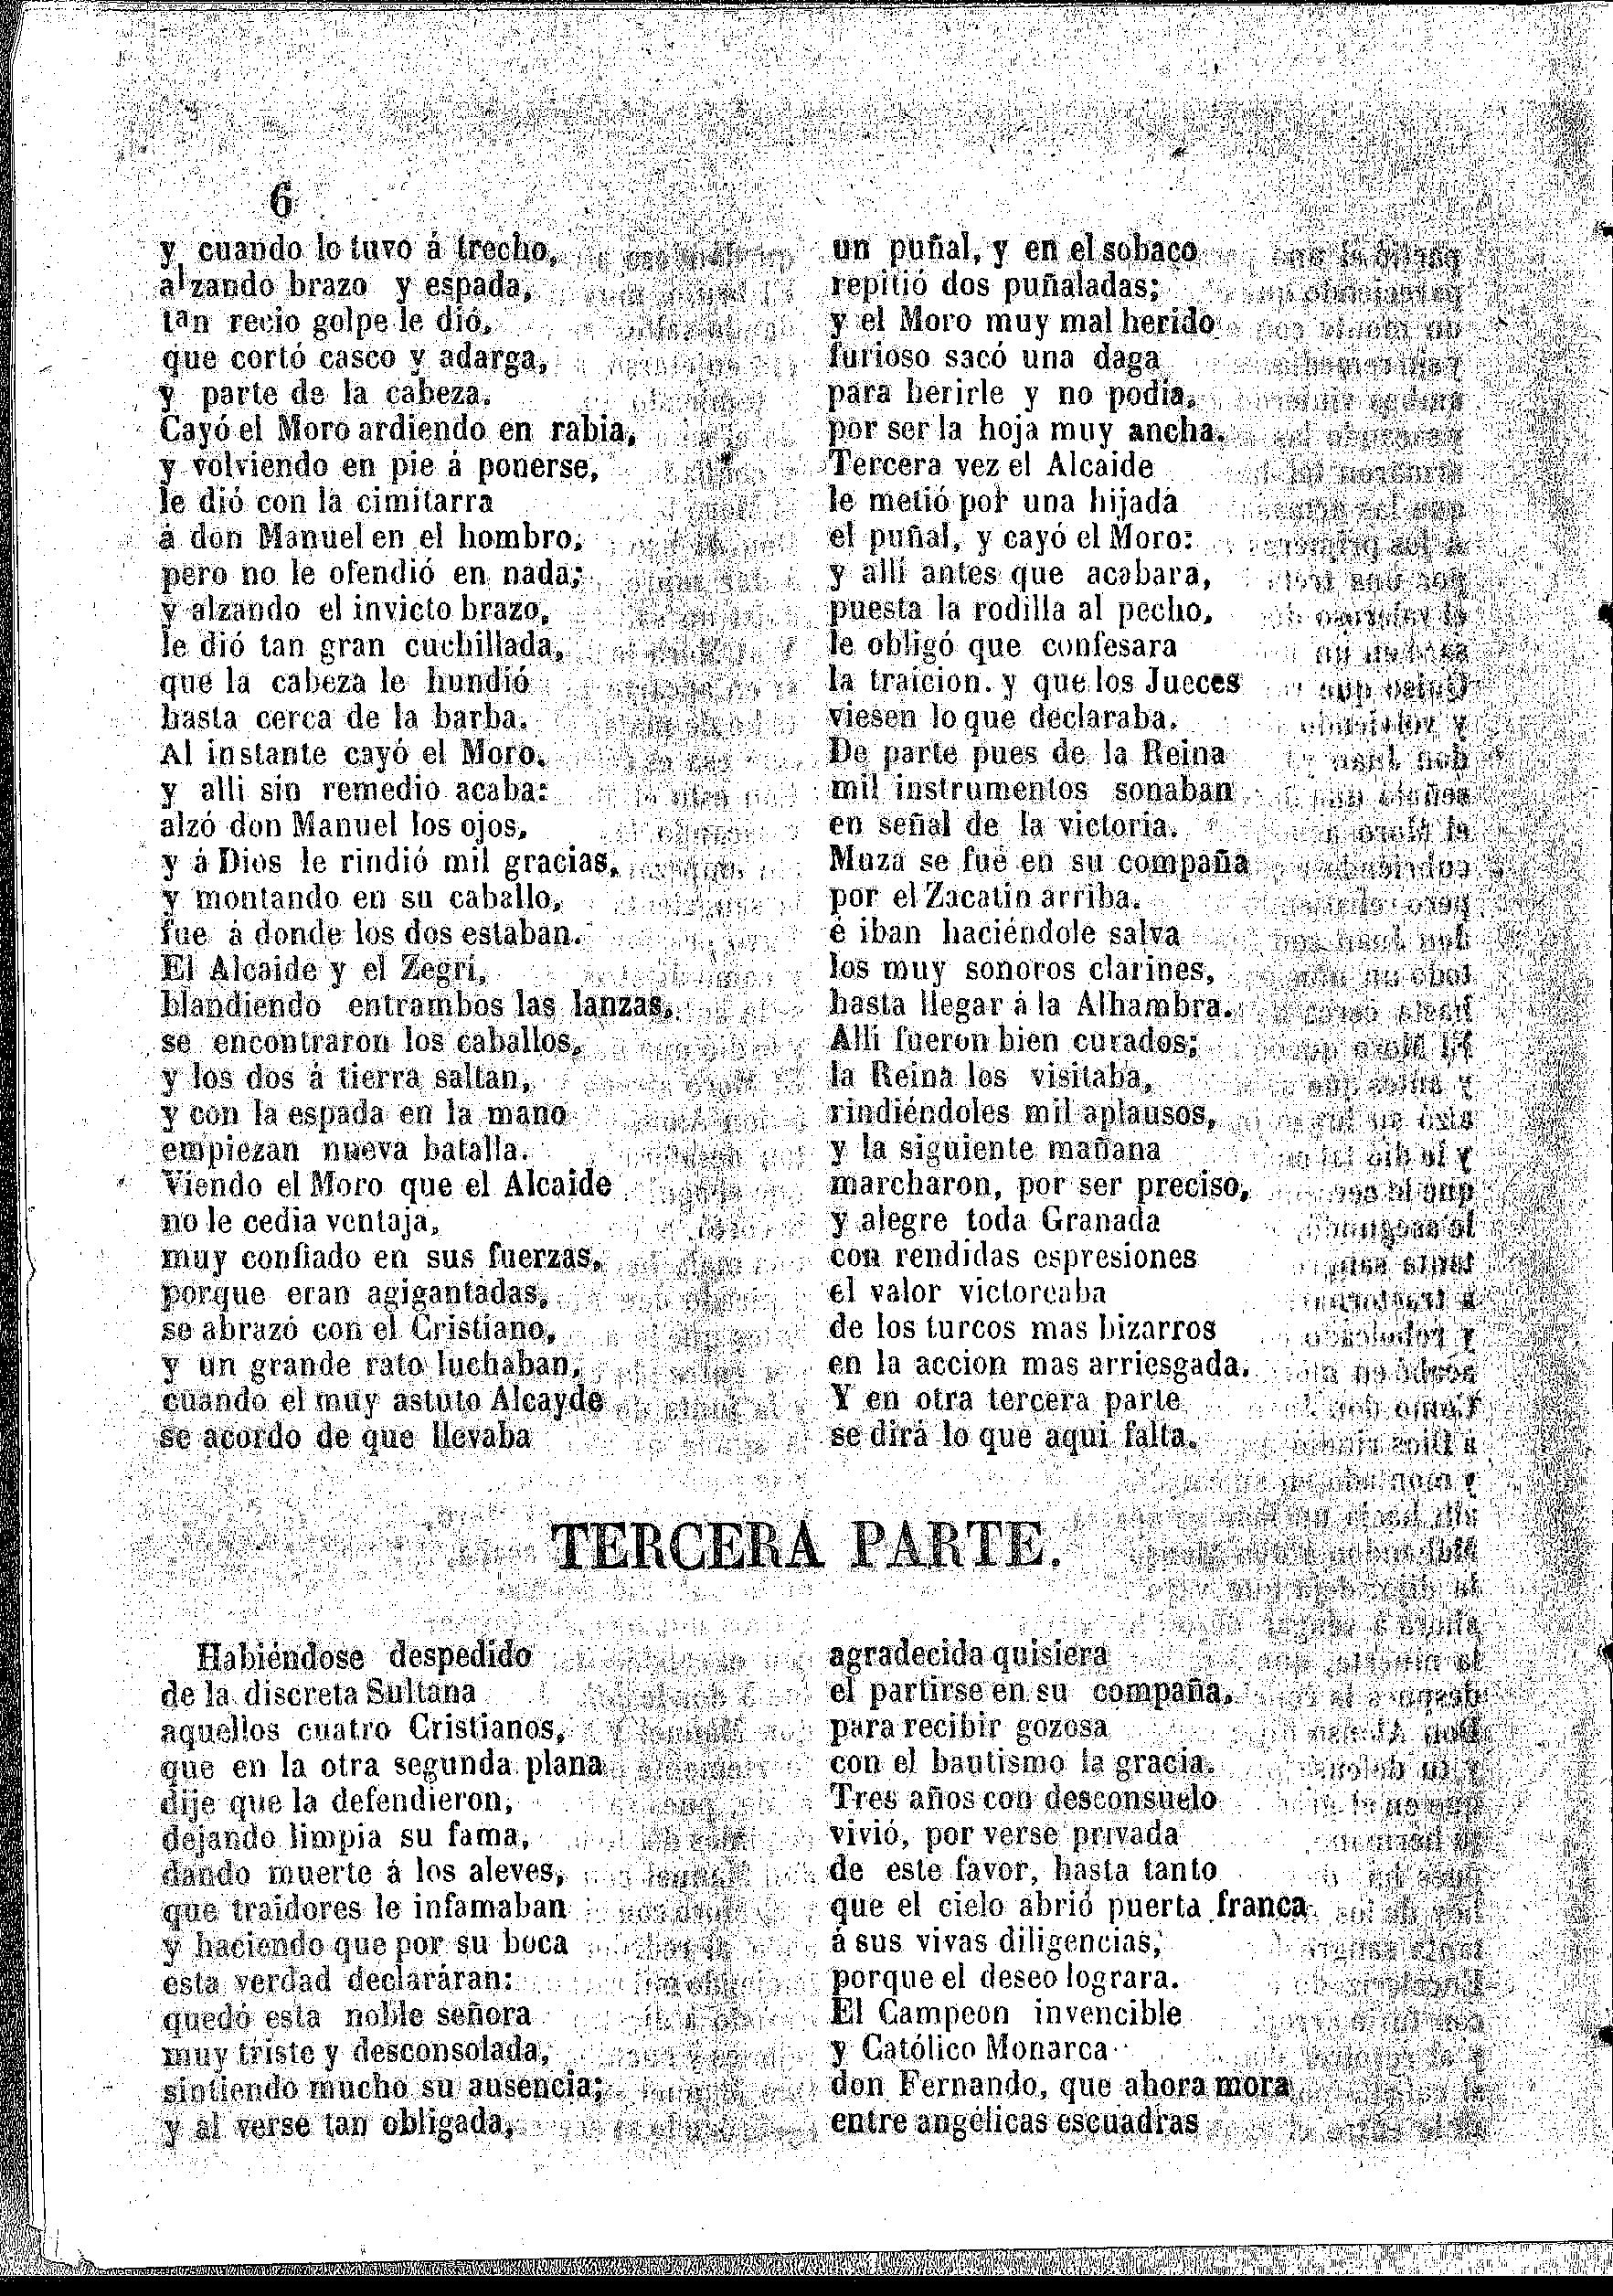 6
y cuando lo tuvo á trecho,
alzando brazo y espada,
tan recio golpe le dió,
que cortó casco y adarga,
y parte de la cabeza.
Cayó el Moro ardiendo en rabia,
y volviendo en pie á ponerse,
le dió con la cimitarra
á don Manuel en el hombro,
pero no le ofendió en nada;
y alzando el invicto brazo,
le dió tan gran cuchillada,
que la cabeza le hundió
hasta cerca de la barba.
Al instante cayó el Moro,
y alli sin remedio acaba:
alzó don Manuel los ojos,
y á Dios le rindió mil gracias,
y montando en su caballo,
fue á donde los dos estaban.
El Alcaide y el Zegrí,
blandiendo entrambos las lanzas,
se encontraron los caballos,
y los dos á tierra saltan,
y con la espada en la mano
empiezan nueva batalla.
Viendo el Moro que el Alcaide
no le cedia ventaja,
muy confiado en sus fuerzas,
porque eran agigantadas,
se abrazó con el Cristiano,
y un grande rato luchaban,
cuando el muy astuto Alcayde
se acordó de que llevaba
un puñal, y en el sobaco
repitió dos puñaladas;
y el Moro muy mal herido
furioso sacó una daga
para herirle y no podia,
por ser la hoja muy ancha.
Tercera vez el Alcaide
le metió por una hijada
el puñal, y cayó el Moro:
y alli antes que acabara,
puesta la rodilla al pecho,
le obligó que confesara
la traicion. y que los Jueces
viesen lo que declaraba.
De parte pues de la Reina
mil instrumentos sonaban
en señal de la victoria.
Muza se fue en su compaña
por el Zacatin arriba.
é iban haciéndole salva
los muy sonoros clarines,
hasta llegar á la Alhambra.
Alli fueron bien curados;
la Reina los visitaba,
rindiéndoles mil aplausos,
y la siguiente mañana
marcharon, por ser preciso,
y alegre toda Granada
con rendidas espresiones
el valor victoreaba
de los turcos mas bizarros
en la accion mas arriesgada.
Y en otra tercera parte
se dirá lo que aqui falta.
TERCERA PARTE.
Habiéndose despedido
de la discreta Sultana
aquellos cuatro Cristianos,
que en la otra segunda plana
dije que la defendieron,
dejando limpia su fama,
dando muerte á los aleves,
que traidores le infamaban
y haciendo que por su boca
esta verdad declaráran:
quedó esta noble señora
muy triste y desconsolada,
sintiendo mucho su ausencia;
y al verse tan obligada,
agradecida quisiera
el partirse en su compaña,
para recibir gozosa
con el bautismo la gracia.
Tres años con desconsuelo
vivió, por verse privada
de este favor, hasta tanto
que el cielo abrió puerta franca
á sus vivas diligencias,
porque el deseo lograra.
El Campeon invencible
y Católico Monarca
don Fernando, que ahora mora
entre angélicas escuadras